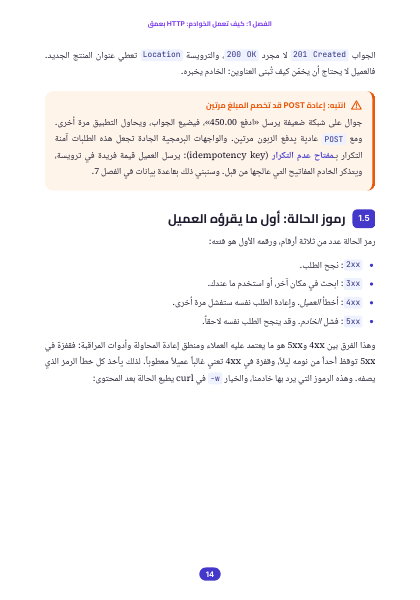 الفصل 1: كيف تعمل الخوادم: HTTP بعمق
الجواب 201 Created لا مجرد 200 OK، والترويسة Location تعطي عنوان المنتج الجديد.
فالعميل لا يحتاج أن يخمّن كيف تُبنى العناوين: الخادم يخبره.
انتبه: إعادة POST قد تخصم المبلغ مرتين
جوال على شبكة ضعيفة يرسل «ادفع 450.00»، فيضيع الجواب، ويحاول التطبيق مرة أخرى.
ومع POST عادية يدفع الزبون مرتين. والواجهات البرمجية الجادة تجعل هذه الطلبات آمنة
التكرار بـمفتاح عدم التكرار (idempotency key): يرسل العميل قيمة فريدة في ترويسة،
ويتذكر الخادم المفاتيح التي عالجها من قبل. وسنبني ذلك بقاعدة بيانات في الفصل 7.
1.5 رموز الحالة: أول ما يقرؤه العميل
رمز الحالة عدد من ثلاثة أرقام، ورقمه الأول هو فئته:
• 2xx: نجح الطلب.
• 3xx: ابحث في مكان آخر، أو استخدم ما عندك.
• 4xx: أخطأ العميل. وإعادة الطلب نفسه ستفشل مرة أخرى.
• 5xx: فشل الخادم. وقد ينجح الطلب نفسه لاحقاً.
وهذا الفرق بين 4xx و5xx هو ما يعتمد عليه العملاء ومنطق إعادة المحاولة وأدوات المراقبة: فقفزة في
5xx توقظ أحداً من نومه ليلاً، وقفزة في 4xx تعني غالباً عميلاً معطوباً. لذلك يأخذ كل خطأ الرمز الذي
يصفه. وهذه الرموز التي يرد بها خادمنا، والخيار -w في curl يطبع الحالة بعد المحتوى:
14